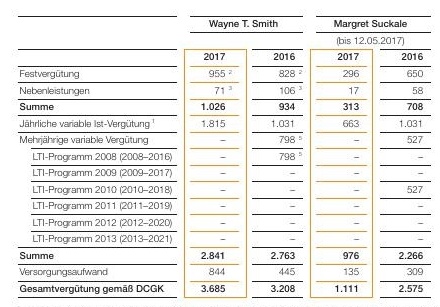 Wayne T. Smith Margret Suckale
(bis 12.05.2017)
2017 2016 2017 2016
Festvergütung 955 ² 828 ² 296 650
Nebenleistungen 71 ³ 106 ³ 17 58
Summe 1.026 934 313 708
Jährliche variable Ist-Vergütung ¹ 1.815 1.031 663 1.031
Mehrjährige variable Vergütung – 798 ⁵ – 527
LTI-Programm 2008 (2008–2016) – 798 ⁵ – –
LTI-Programm 2009 (2009–2017) – – – –
LTI-Programm 2010 (2010–2018) – – – 527
LTI-Programm 2011 (2011–2019) – – – –
LTI-Programm 2012 (2012–2020) – – – –
LTI-Programm 2013 (2013–2021) – – – –
Summe 2.841 2.763 976 2.266
Versorgungsaufwand 844 445 135 309
Gesamtvergütung gemäß DCGK 3.685 3.208 1.111 2.575